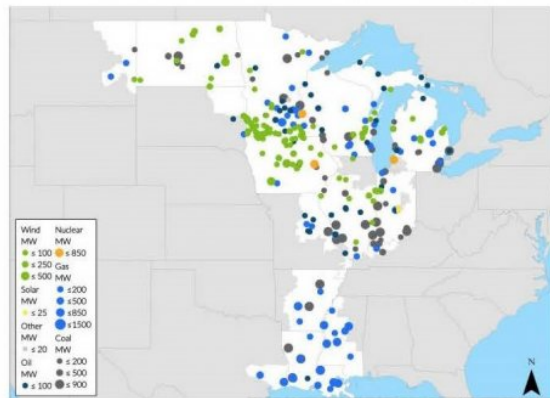 Wind
MW
≤ 100
≤ 250
≤ 500
Solar
MW
≤ 25
Other
MW
≤ 20
Oil
MW
≤ 100
Nuclear
MW
≤ 850
Gas
MW
≤200
≤500
≤850
≤1500
Coal
MW
≤ 200
≤ 500
≤ 900
N